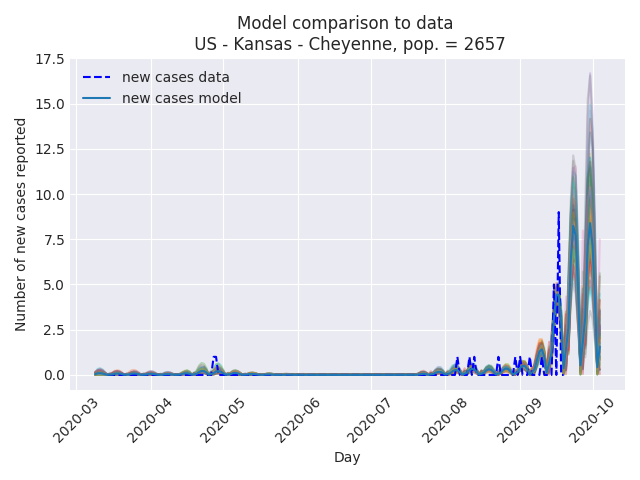 Model comparison to data
US - Kansas - Cheyenne, pop. = 2657
17.5
15.0
12.5
10.0
7.5
5.0
2.5
0.0
Number of new cases reported
new cases data
new cases model
2020-03
2020-04
2020-05
2020-06
2020-07
2020-08
2020-09
2020-10
Day